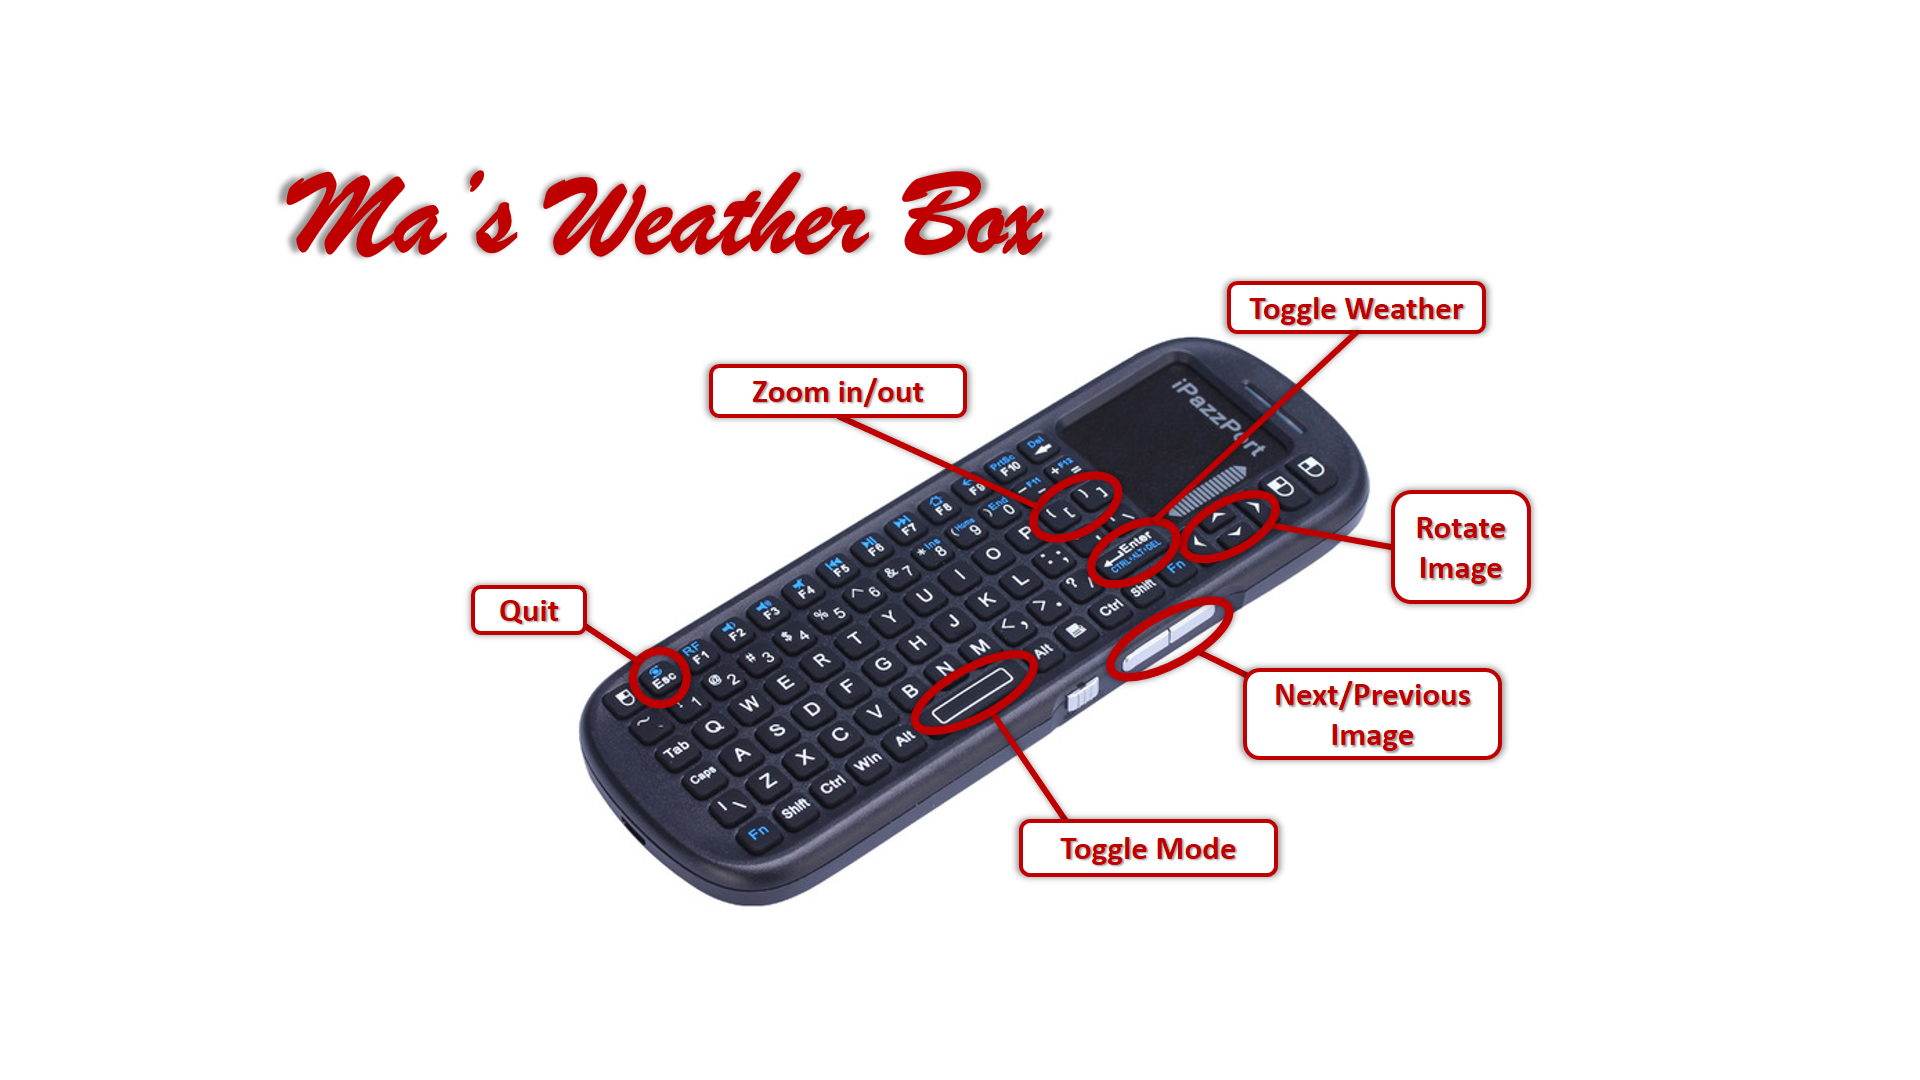 Ma's Weather Box
Toggle Weather
Zoom in/out
Rotate
Image
Quit
Next/Previous
Image
Toggle Mode
iPazzPort
Esc RF F1 F2 F3 F4 F5 F6 F7 F8 F9 PrtSc F10 Del
~ ` ! 1 @ 2 # 3 $ 4 % 5 ^ 6 & 7 * Ins 8 ( Home 9 ) End 0 - F11 _ + F12 =
Tab Q W E R T Y U I O P ( [ ) ]
Caps A S D F G H J K L : ; Enter
CTRL+ALT+DEL
| \ Z X C V B N M < , > . ? / Shift Fn
Fn Shift Ctrl Win Alt Alt Ctrl